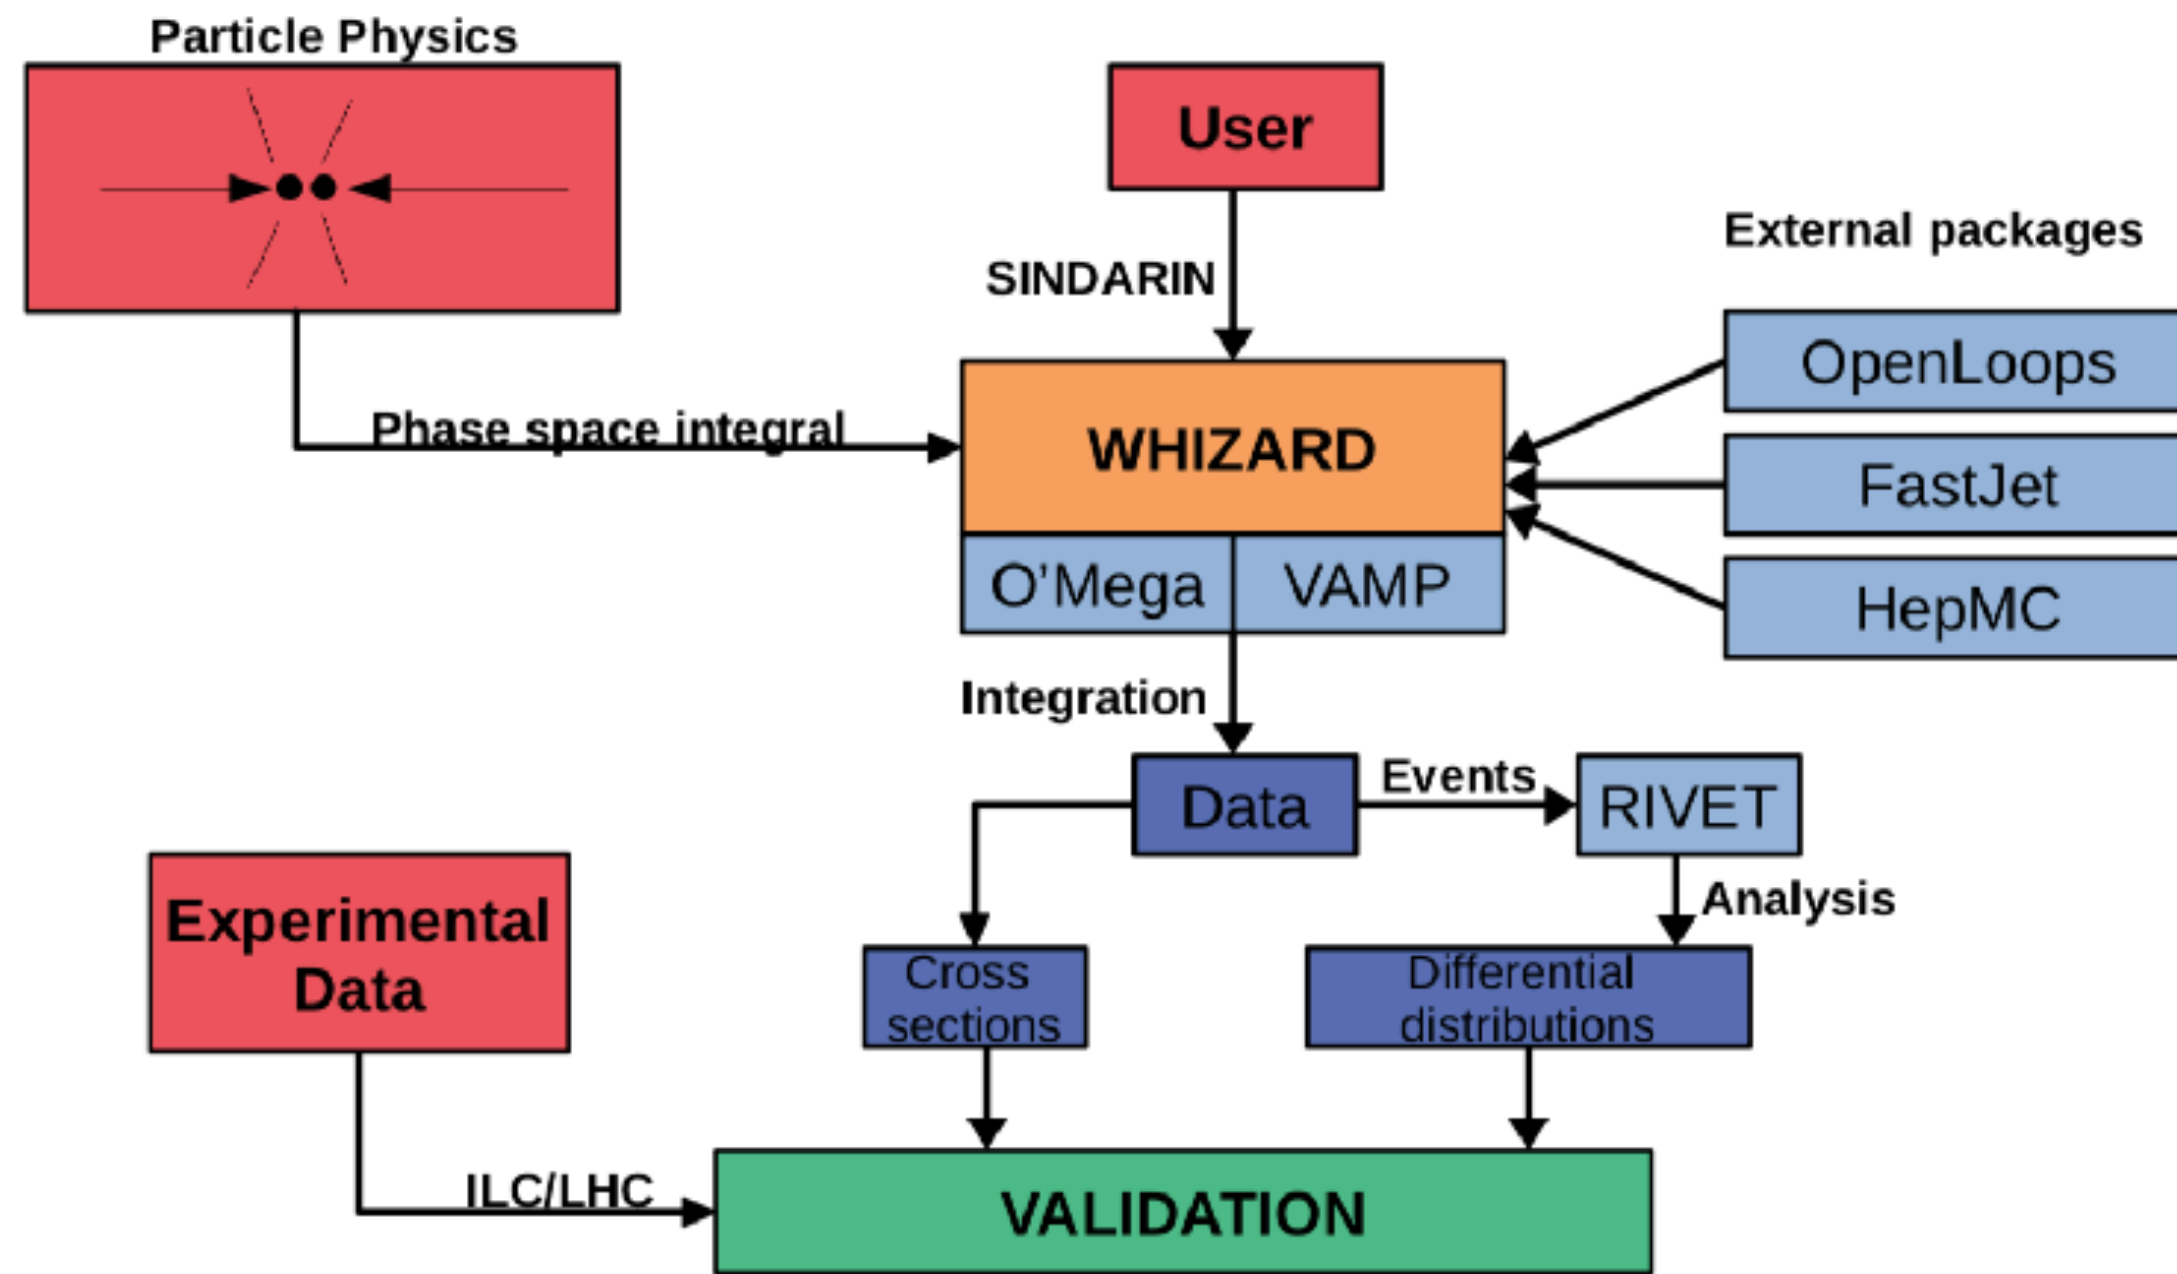 Particle Physics
User
External packages
SINDARIN
OpenLoops
Phase space integral
WHIZARD
FastJet
O’Mega
VAMP
HepMC
Integration
Data
Events
RIVET
Analysis
Experimental
Data
Cross
sections
Differential
distributions
ILC/LHC
VALIDATION